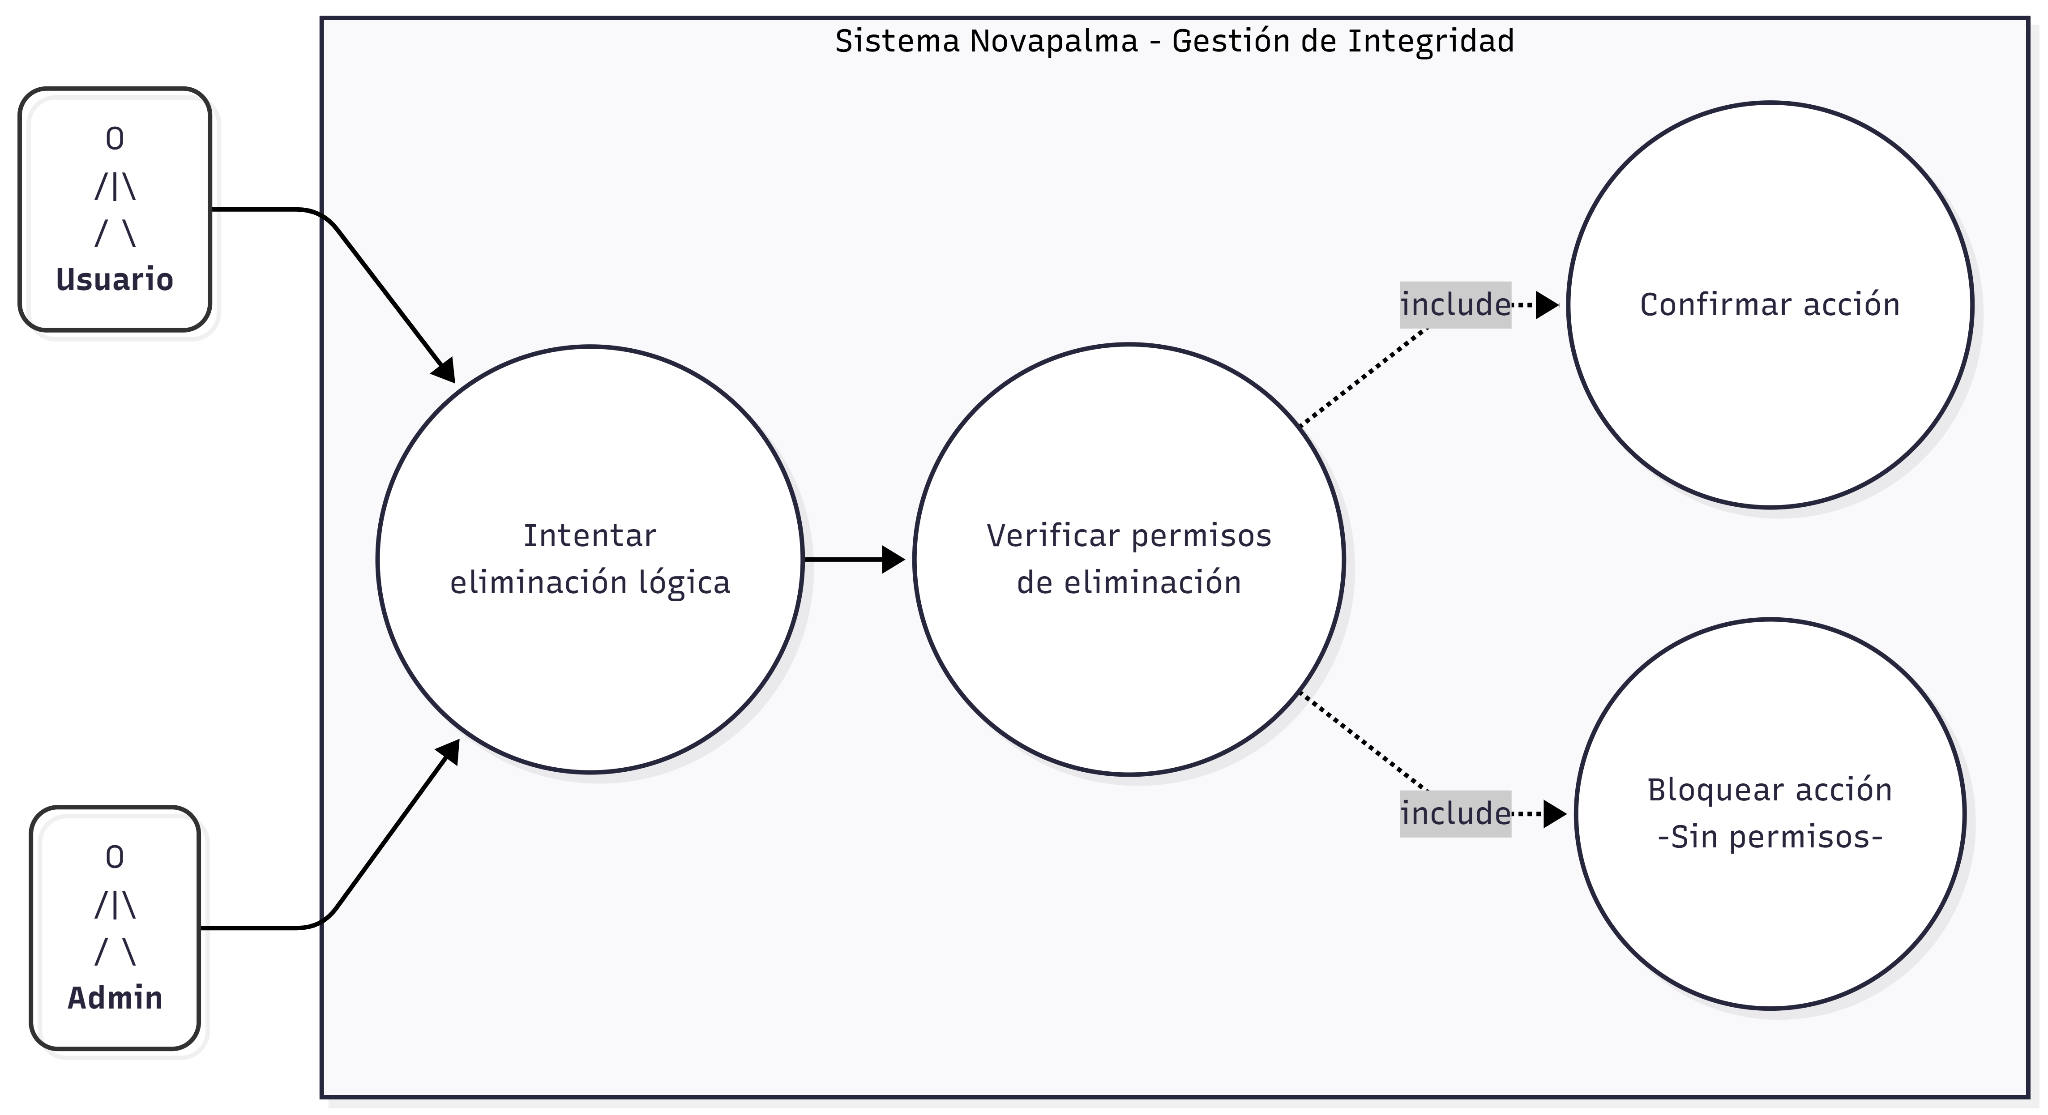 Sistema Novapalma - Gestión de Integridad
O
/|\
/ \
Usuario
O
/|\
/ \
Admin
Intentar
eliminación lógica
Verificar permisos
de eliminación
include
Confirmar acción
include
Bloquear acción
-Sin permisos-